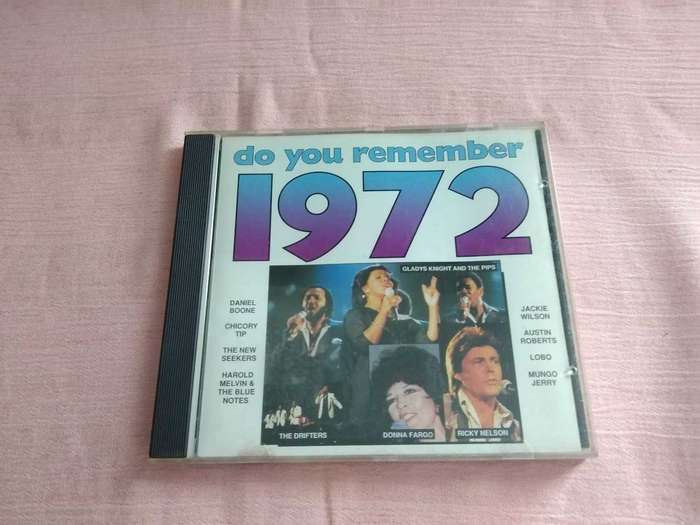 do you remember
1972
GLADYS KNIGHT AND THE PIPS
DANIEL
BOONE
CHICORY
TIP
THE NEW
SEEKERS
HAROLD
MELVIN &
THE BLUE
NOTES
JACKIE
WILSON
AUSTIN
ROBERTS
LOBO
MUNGO
JERRY
THE DRIFTERS
DONNA FARGO
RICKY NELSON